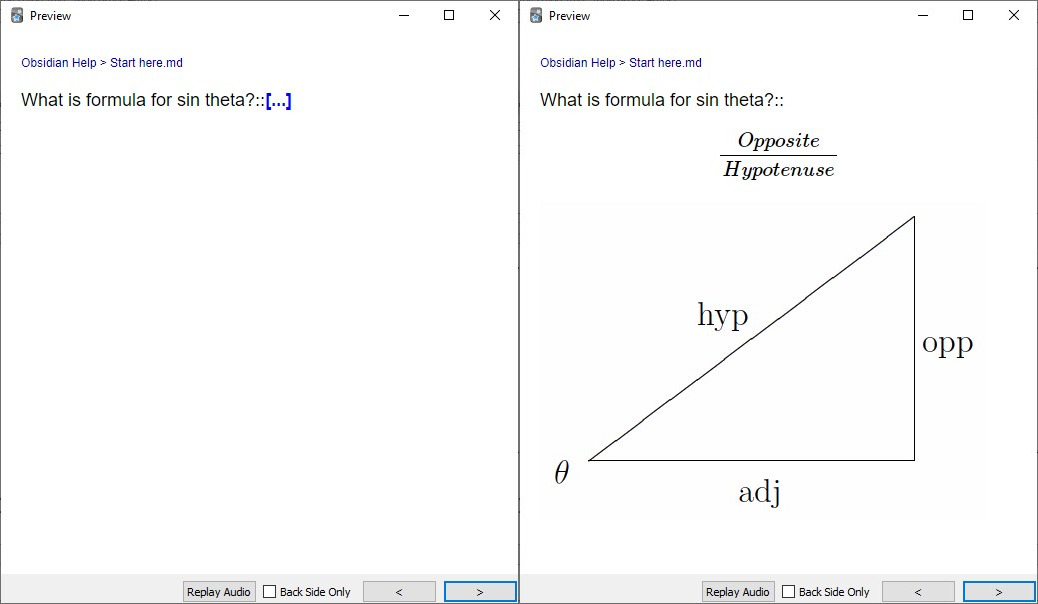 Preview
Obsidian Help > Start here.md
What is formula for sin theta?::[...]
Replay Audio Back Side Only < >
Preview
Obsidian Help > Start here.md
What is formula for sin theta?::
Opposite
Hypotenuse
hyp
opp
θ
adj
Replay Audio Back Side Only < >